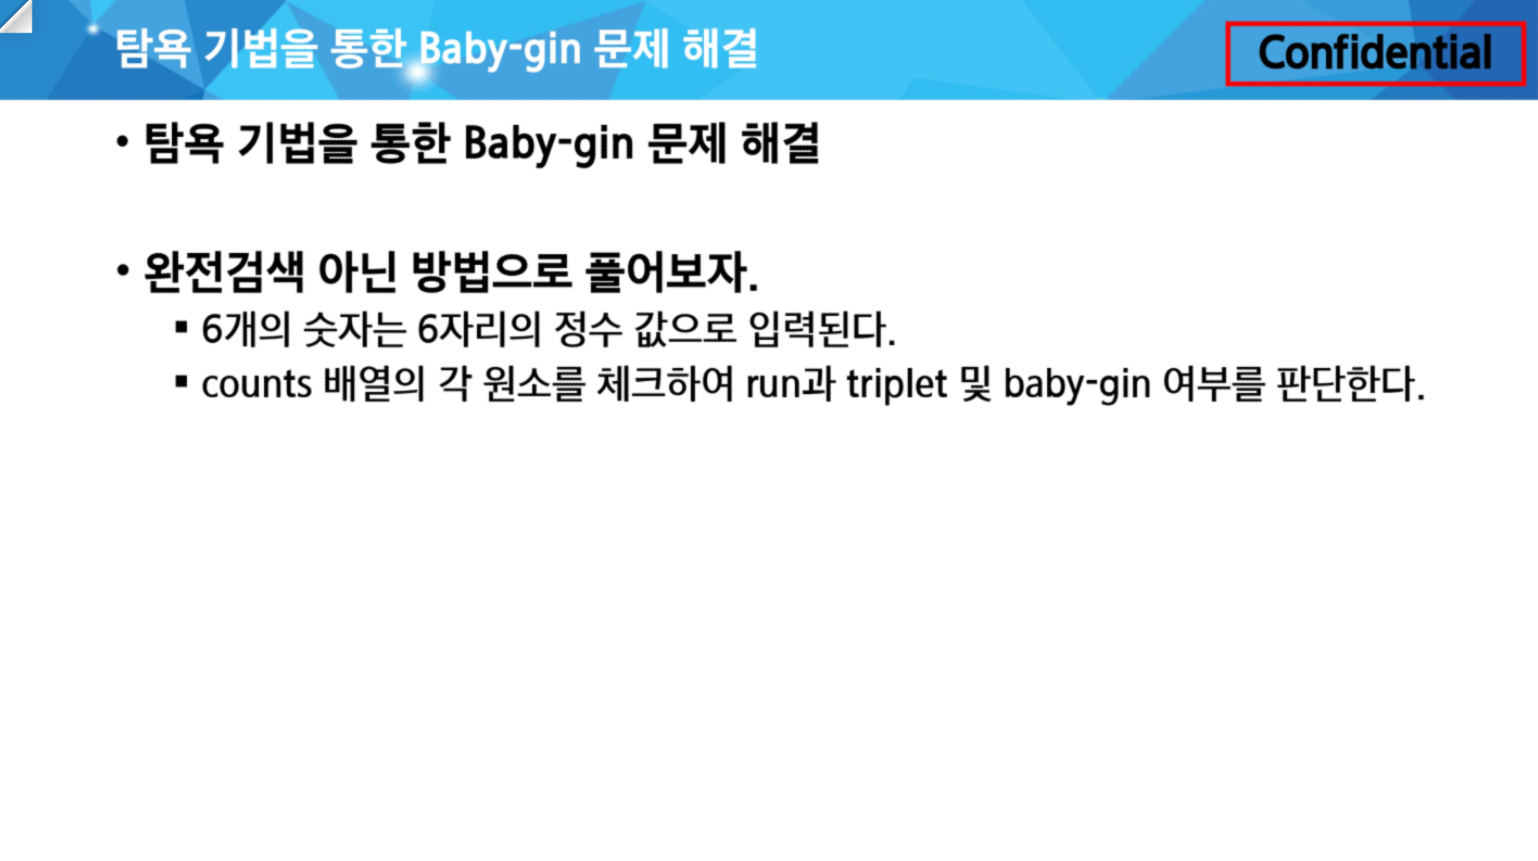 탐욕 기법을 통한 Baby-gin 문제 해결
Confidential
• 탐욕 기법을 통한 Baby-gin 문제 해결
• 완전검색 아닌 방법으로 풀어보자.
▪ 6개의 숫자는 6자리의 정수 값으로 입력된다.
▪ counts 배열의 각 원소를 체크하여 run과 triplet 및 baby-gin 여부를 판단한다.